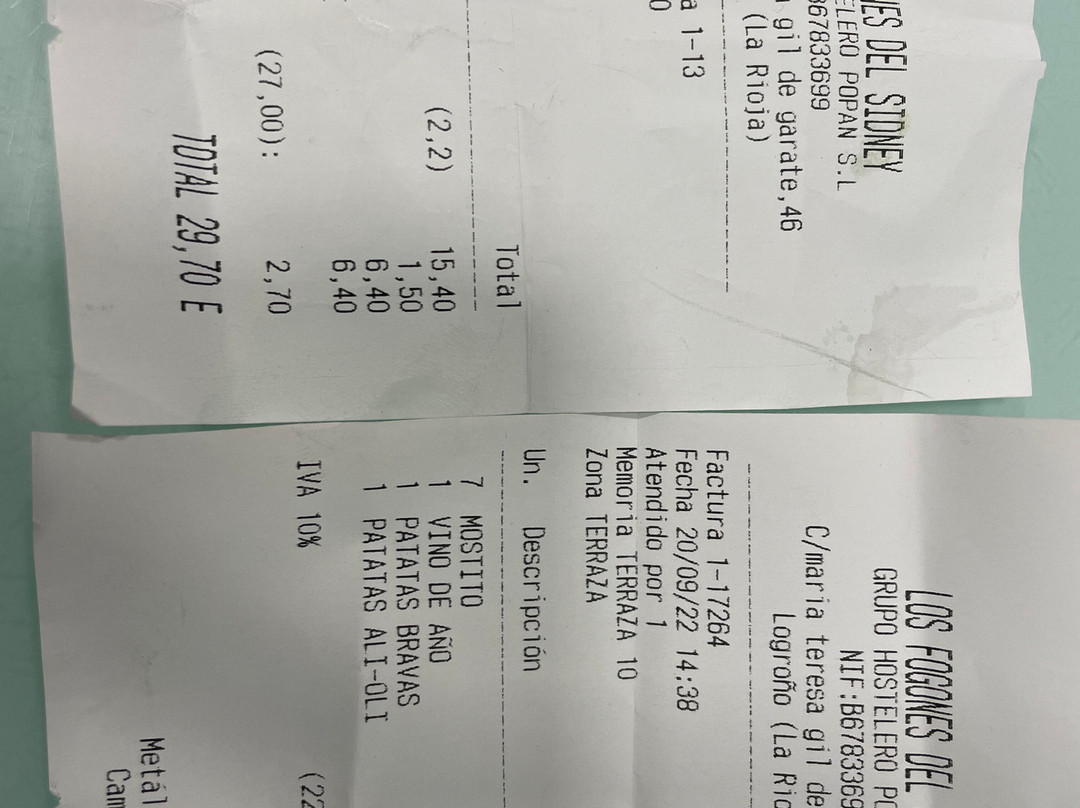 ES DEL SIDNEY
ELERO POPAN S.L
B67833699
gil de garate,46
(La Rioja)
a 1-13
0
Total
(2,2) 15,40
1,50
6,40
6,40
(27,00): 2,70
TOTAL 29,70 E
LOS FOGONES DEL
GRUPO HOSTELERO PO
NIF:B6783369
C/maria teresa gil de
Logroño (La Rio
Factura 1-17264
Fecha 20/09/22 14:38
Atendido por 1
Memoria TERRAZA 10
Zona TERRAZA
Un. Descripción
7 MOSTITO
1 VINO DE AÑO
1 PATATAS BRAVAS
1 PATATAS ALI-OLI
IVA 10% (22
Metál
Cam